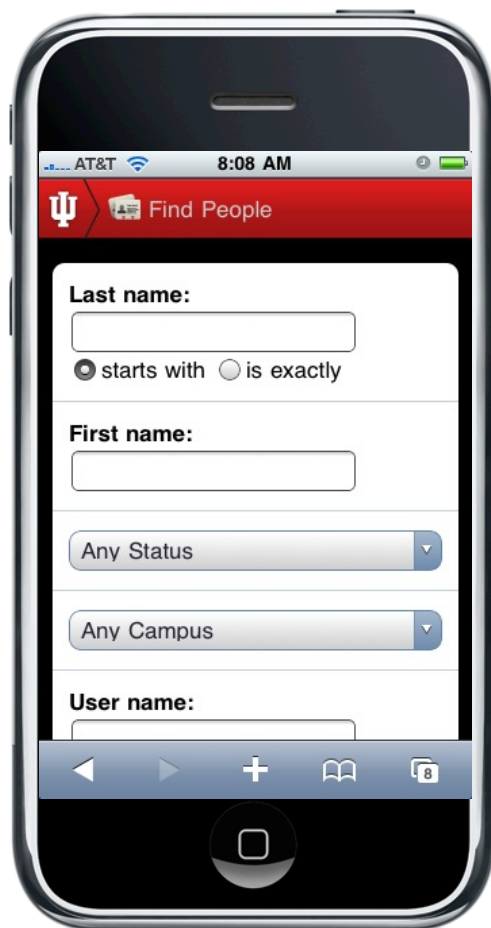 AT&T 8:08 AM
Find People
Last name:
starts with is exactly
First name:
Any Status
Any Campus
User name:
8